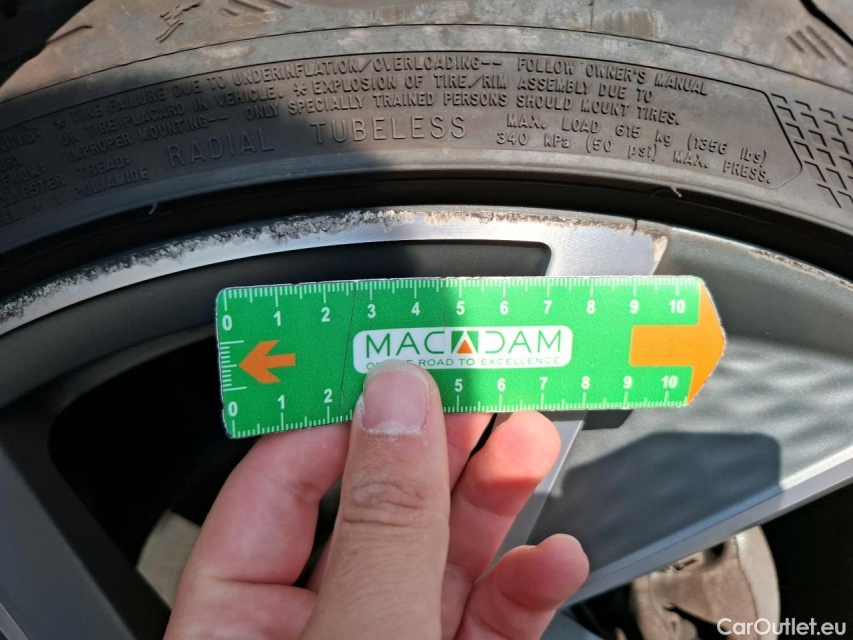 * TIRE FAILURE DUE TO UNDERINFLATION/OVERLOADING-- FOLLOW OWNER'S MANUAL
OR TIRE PLACARD IN VEHICLE. * EXPLOSION OF TIRE/RIM ASSEMBLY DUE TO
IMPROPER MOUNTING-- ONLY SPECIALLY TRAINED PERSONS SHOULD MOUNT TIRES.
RADIAL TUBELESS MAX. LOAD 615 kg (1356 lbs)
340 kPa (50 psi) MAX. PRESS.
TREAD:
1 POLYAMIDE
0 1 2 3 4 5 6 7 8 9 10
MACADAM
ROAD TO EXCELLENCE
0 1 2 5 6 7 8 9 10
CarOutlet.eu